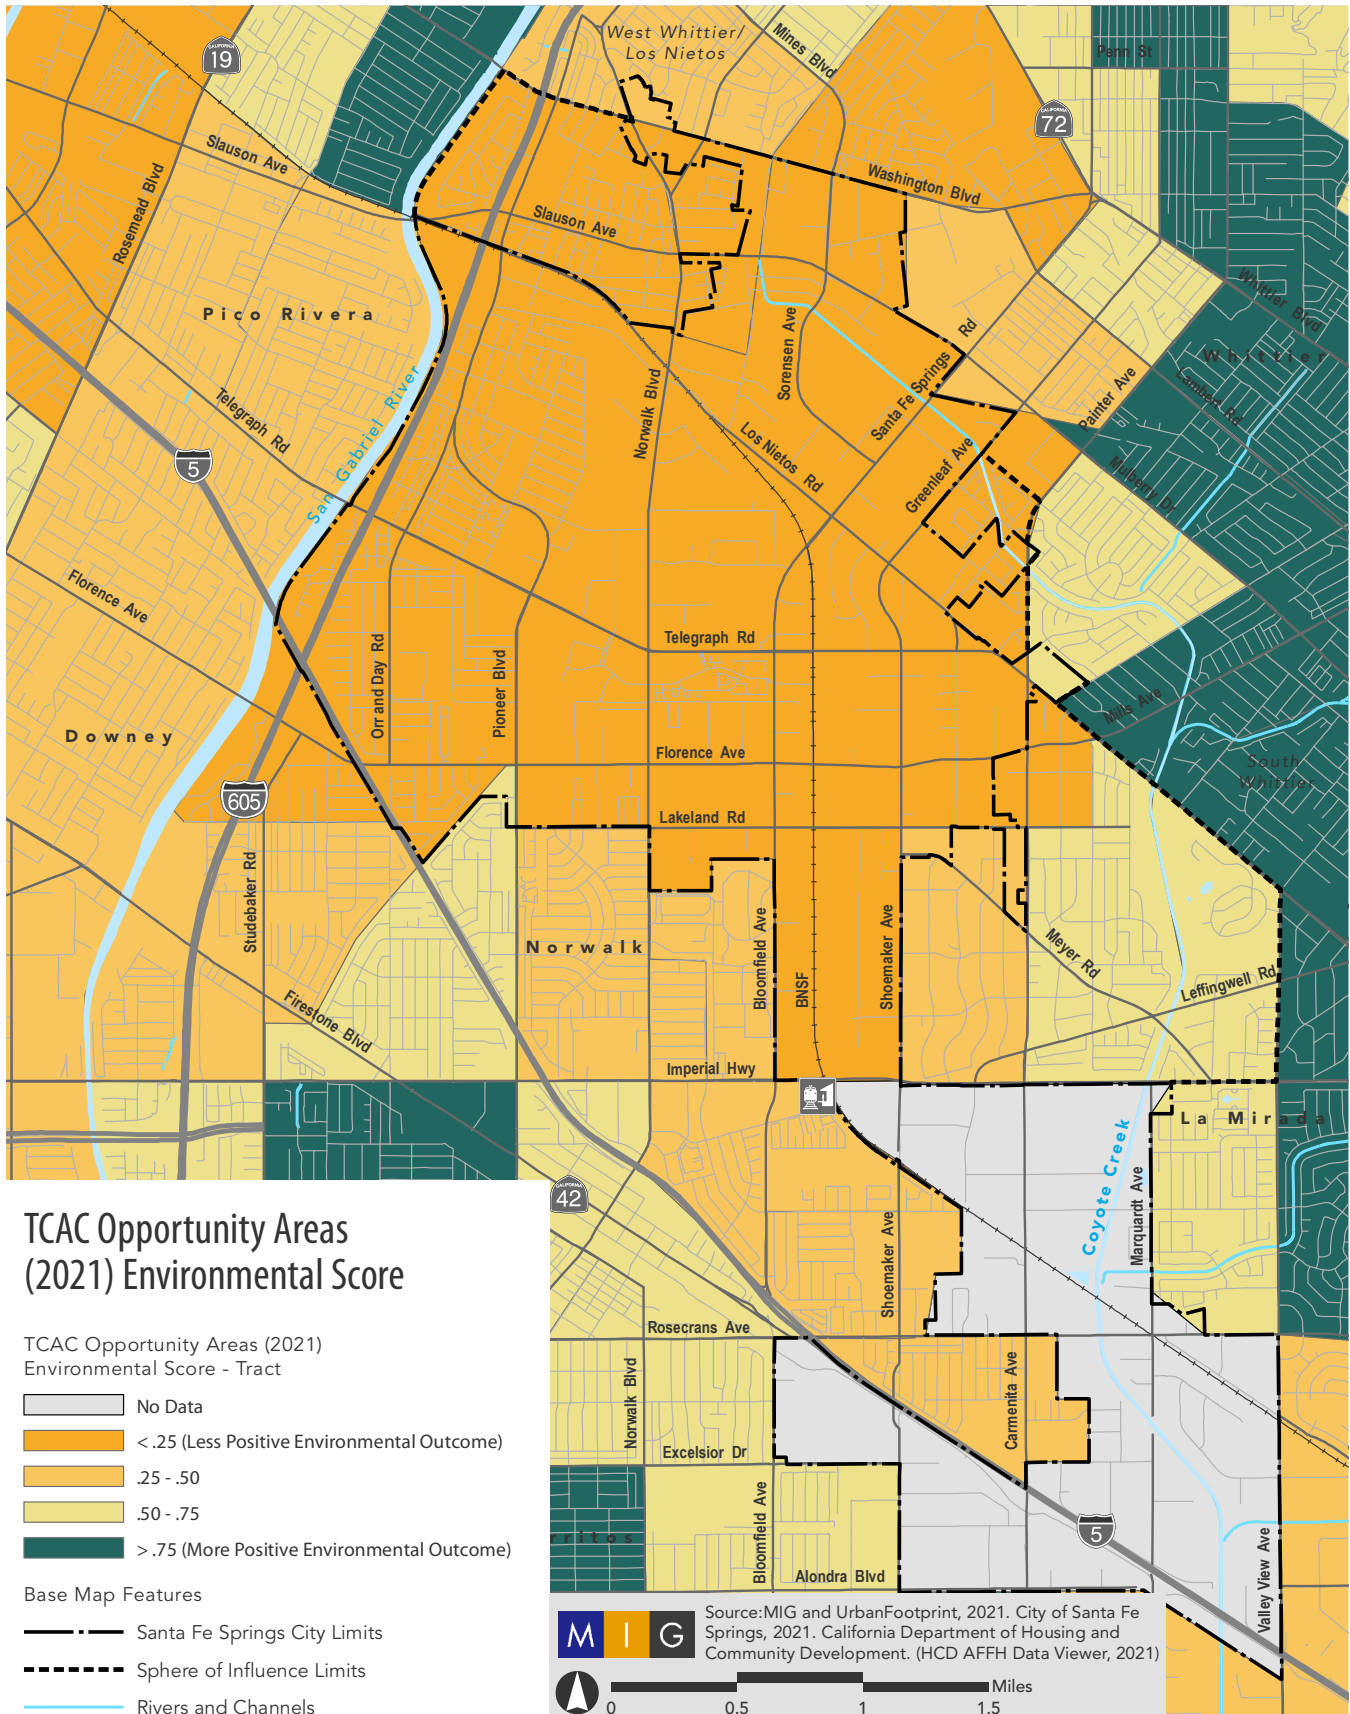 West Whittier/
Los Nietos
Mines Blvd
Penn St
CALIFORNIA
19
CALIFORNIA
72
Slauson Ave
Rosemead Blvd
Washington Blvd
Slauson Ave
Whittier Blvd
Pico Rivera
Whittier
Sorensen Ave
Santa Fe Springs Rd
Lambert Rd
Painter Ave
Norwalk Blvd
Telegraph Rd
San Gabriel River
Los Nietos Rd
Greenleaf Ave
Mulberry Dr
5
Florence Ave
Orr and Day Rd
Pioneer Blvd
Telegraph Rd
Mills Ave
Downey
Florence Ave
South
Whittier
605
Lakeland Rd
Studebaker Rd
Norwalk
Bloomfield Ave
BNSF
Shoemaker Ave
Meyer Rd
Leffingwell Rd
Firestone Blvd
Imperial Hwy
La Mirada
Coyote Creek
Marquardt Ave
CALIFORNIA
42
Shoemaker Ave
Rosecrans Ave
Norwalk Blvd
Carmenita Ave
Excelsior Dr
Bloomfield Ave
5
rritos
Alondra Blvd
Valley View Ave
TCAC Opportunity Areas
(2021) Environmental Score
TCAC Opportunity Areas (2021)
Environmental Score - Tract
No Data
< .25 (Less Positive Environmental Outcome)
.25 - .50
.50 - .75
> .75 (More Positive Environmental Outcome)
Base Map Features
Santa Fe Springs City Limits
Sphere of Influence Limits
Rivers and Channels
M I G
Source:MIG and UrbanFootprint, 2021. City of Santa Fe
Springs, 2021. California Department of Housing and
Community Development. (HCD AFFH Data Viewer, 2021)
Miles
0 0.5 1 1.5